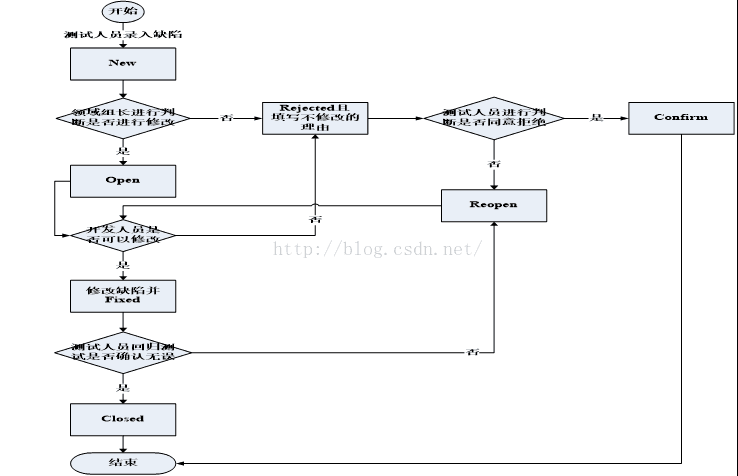 开始
测试人员录入缺陷
New
领域组长进行判
断是否进行修改
否
Rejected且
填写不修改的
理由
测试人员进行判
断是否同意拒绝
是
Confirm
是
否
Open
Reopen
开发人员是
否可以修改
否
http://blog.csdn.net/
是
修改缺陷并
Fixed
测试人员回归测
试是否确认无误
否
是
Closed
结束